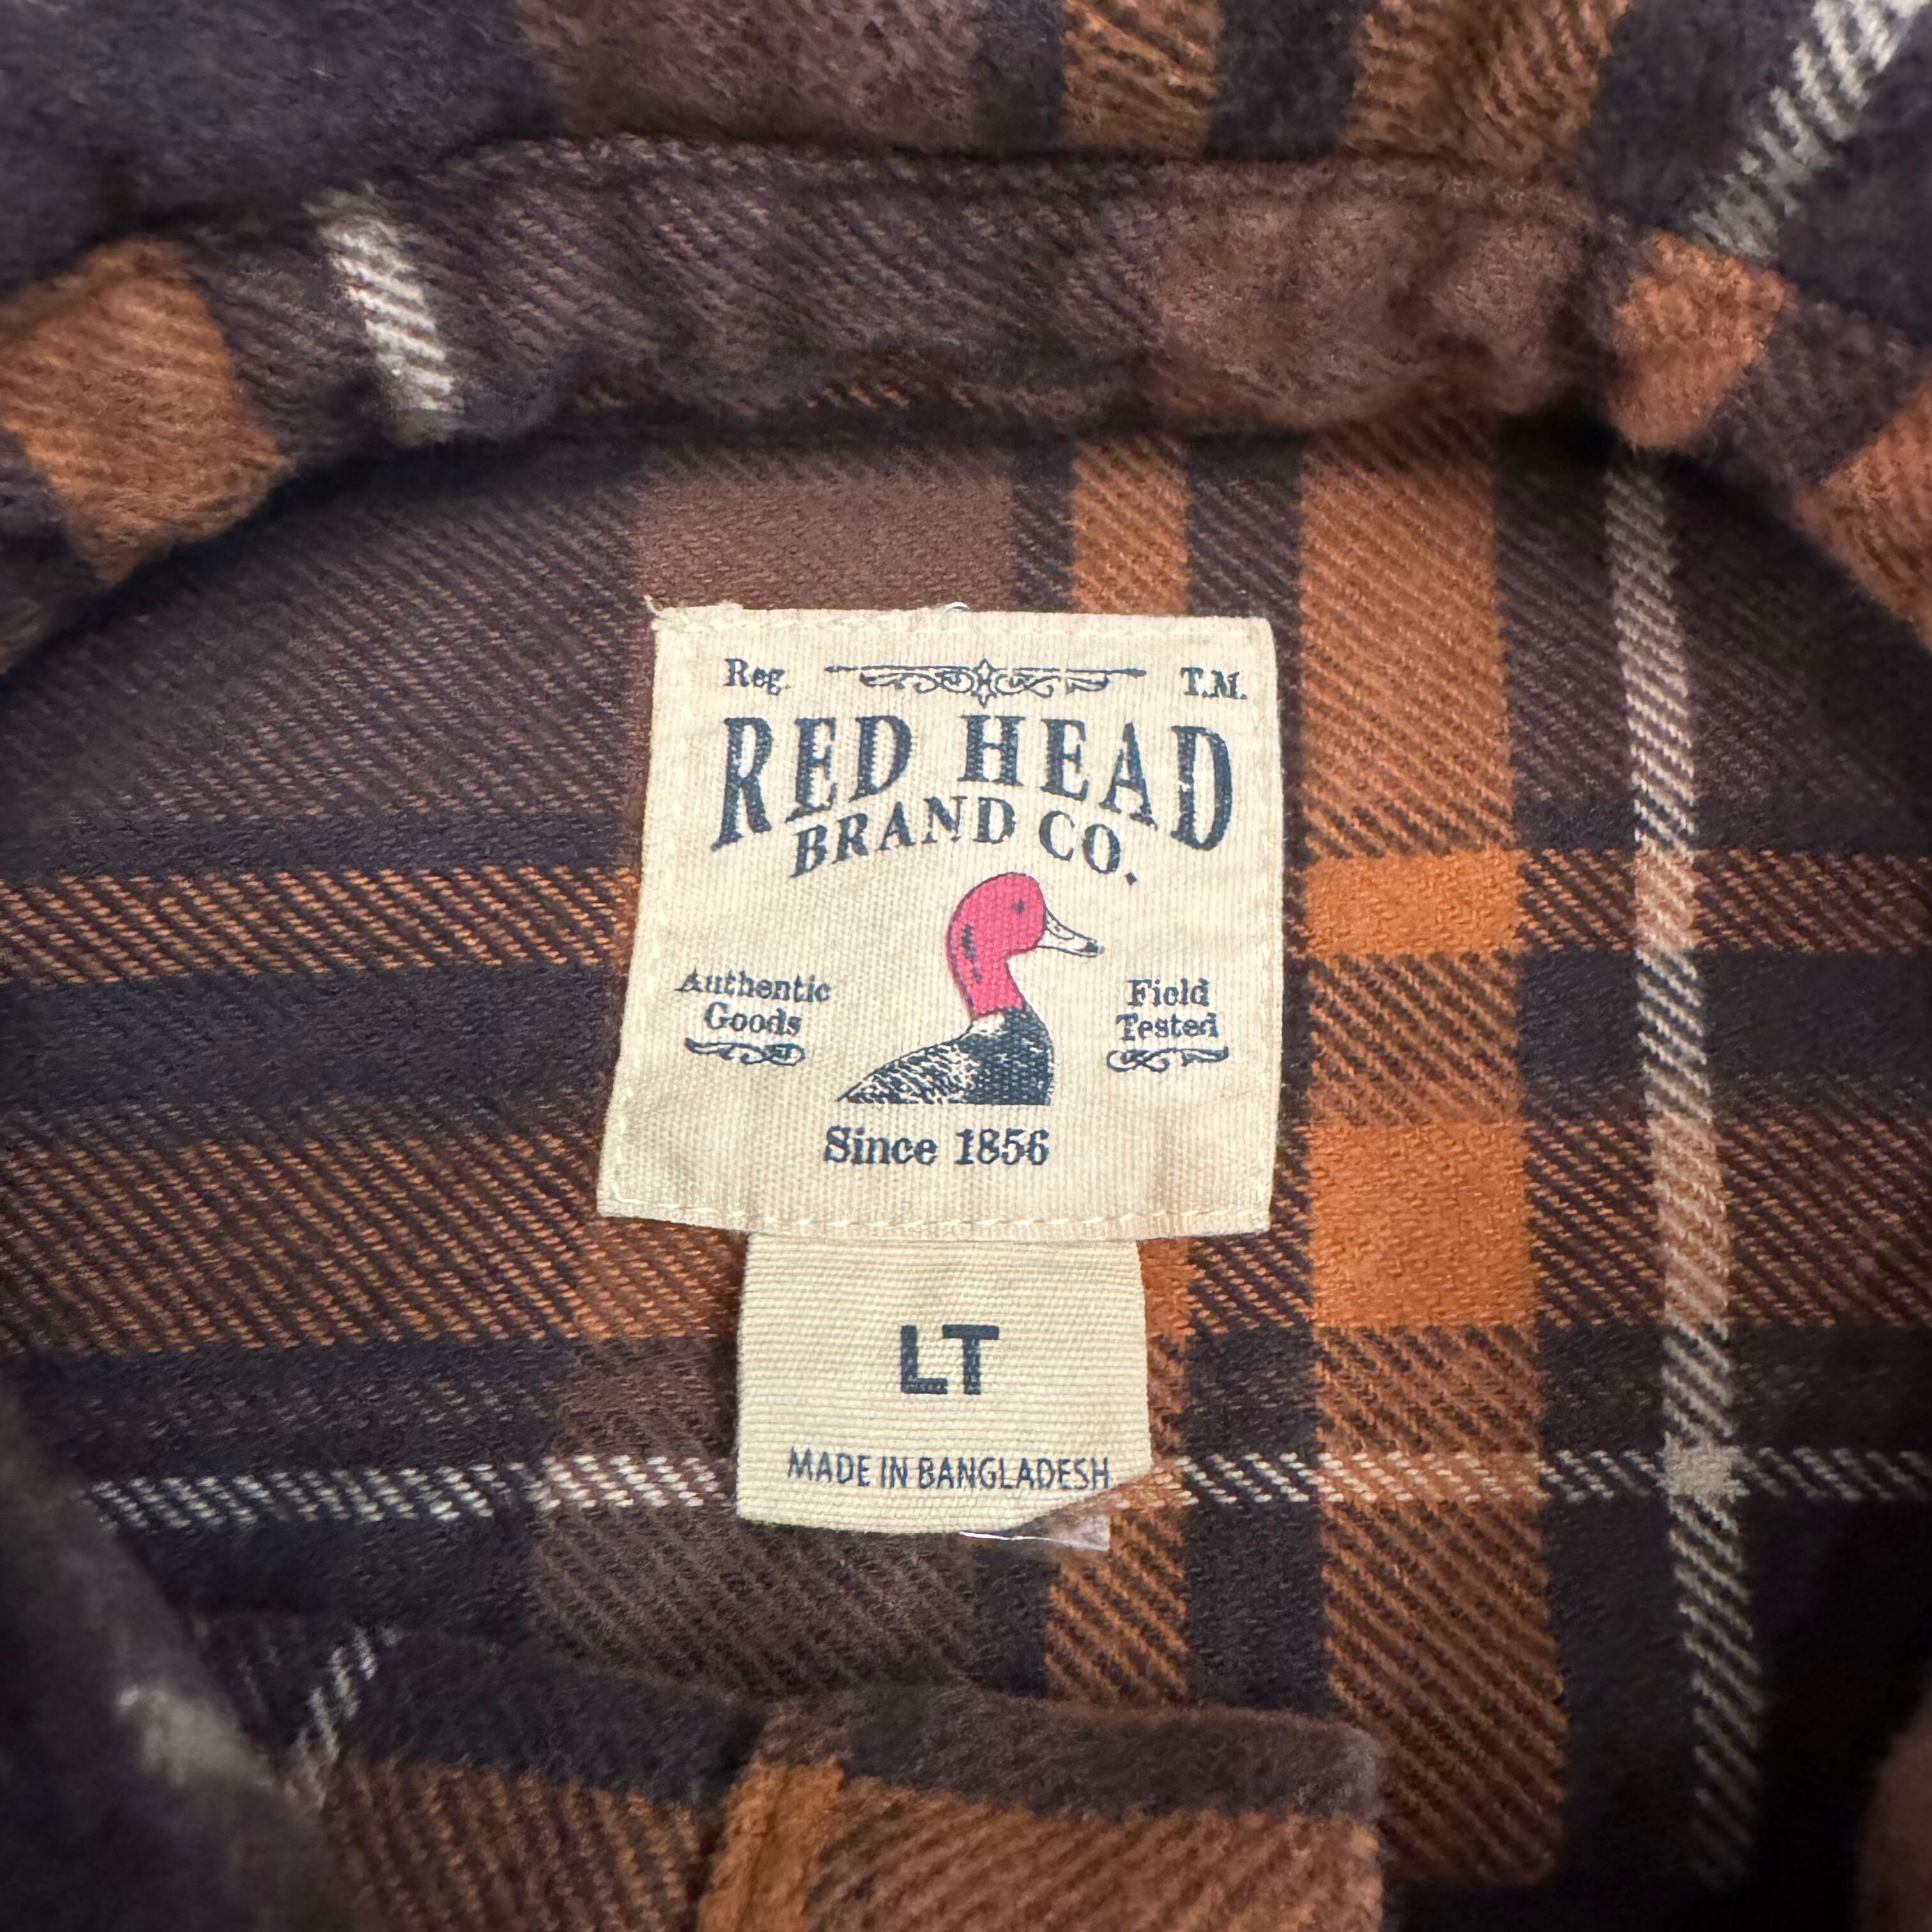 Reg. T.M.
RED HEAD
BRAND CO.
Authentic
Goods
Field
Tested
Since 1856
LT
MADE IN BANGLADESH